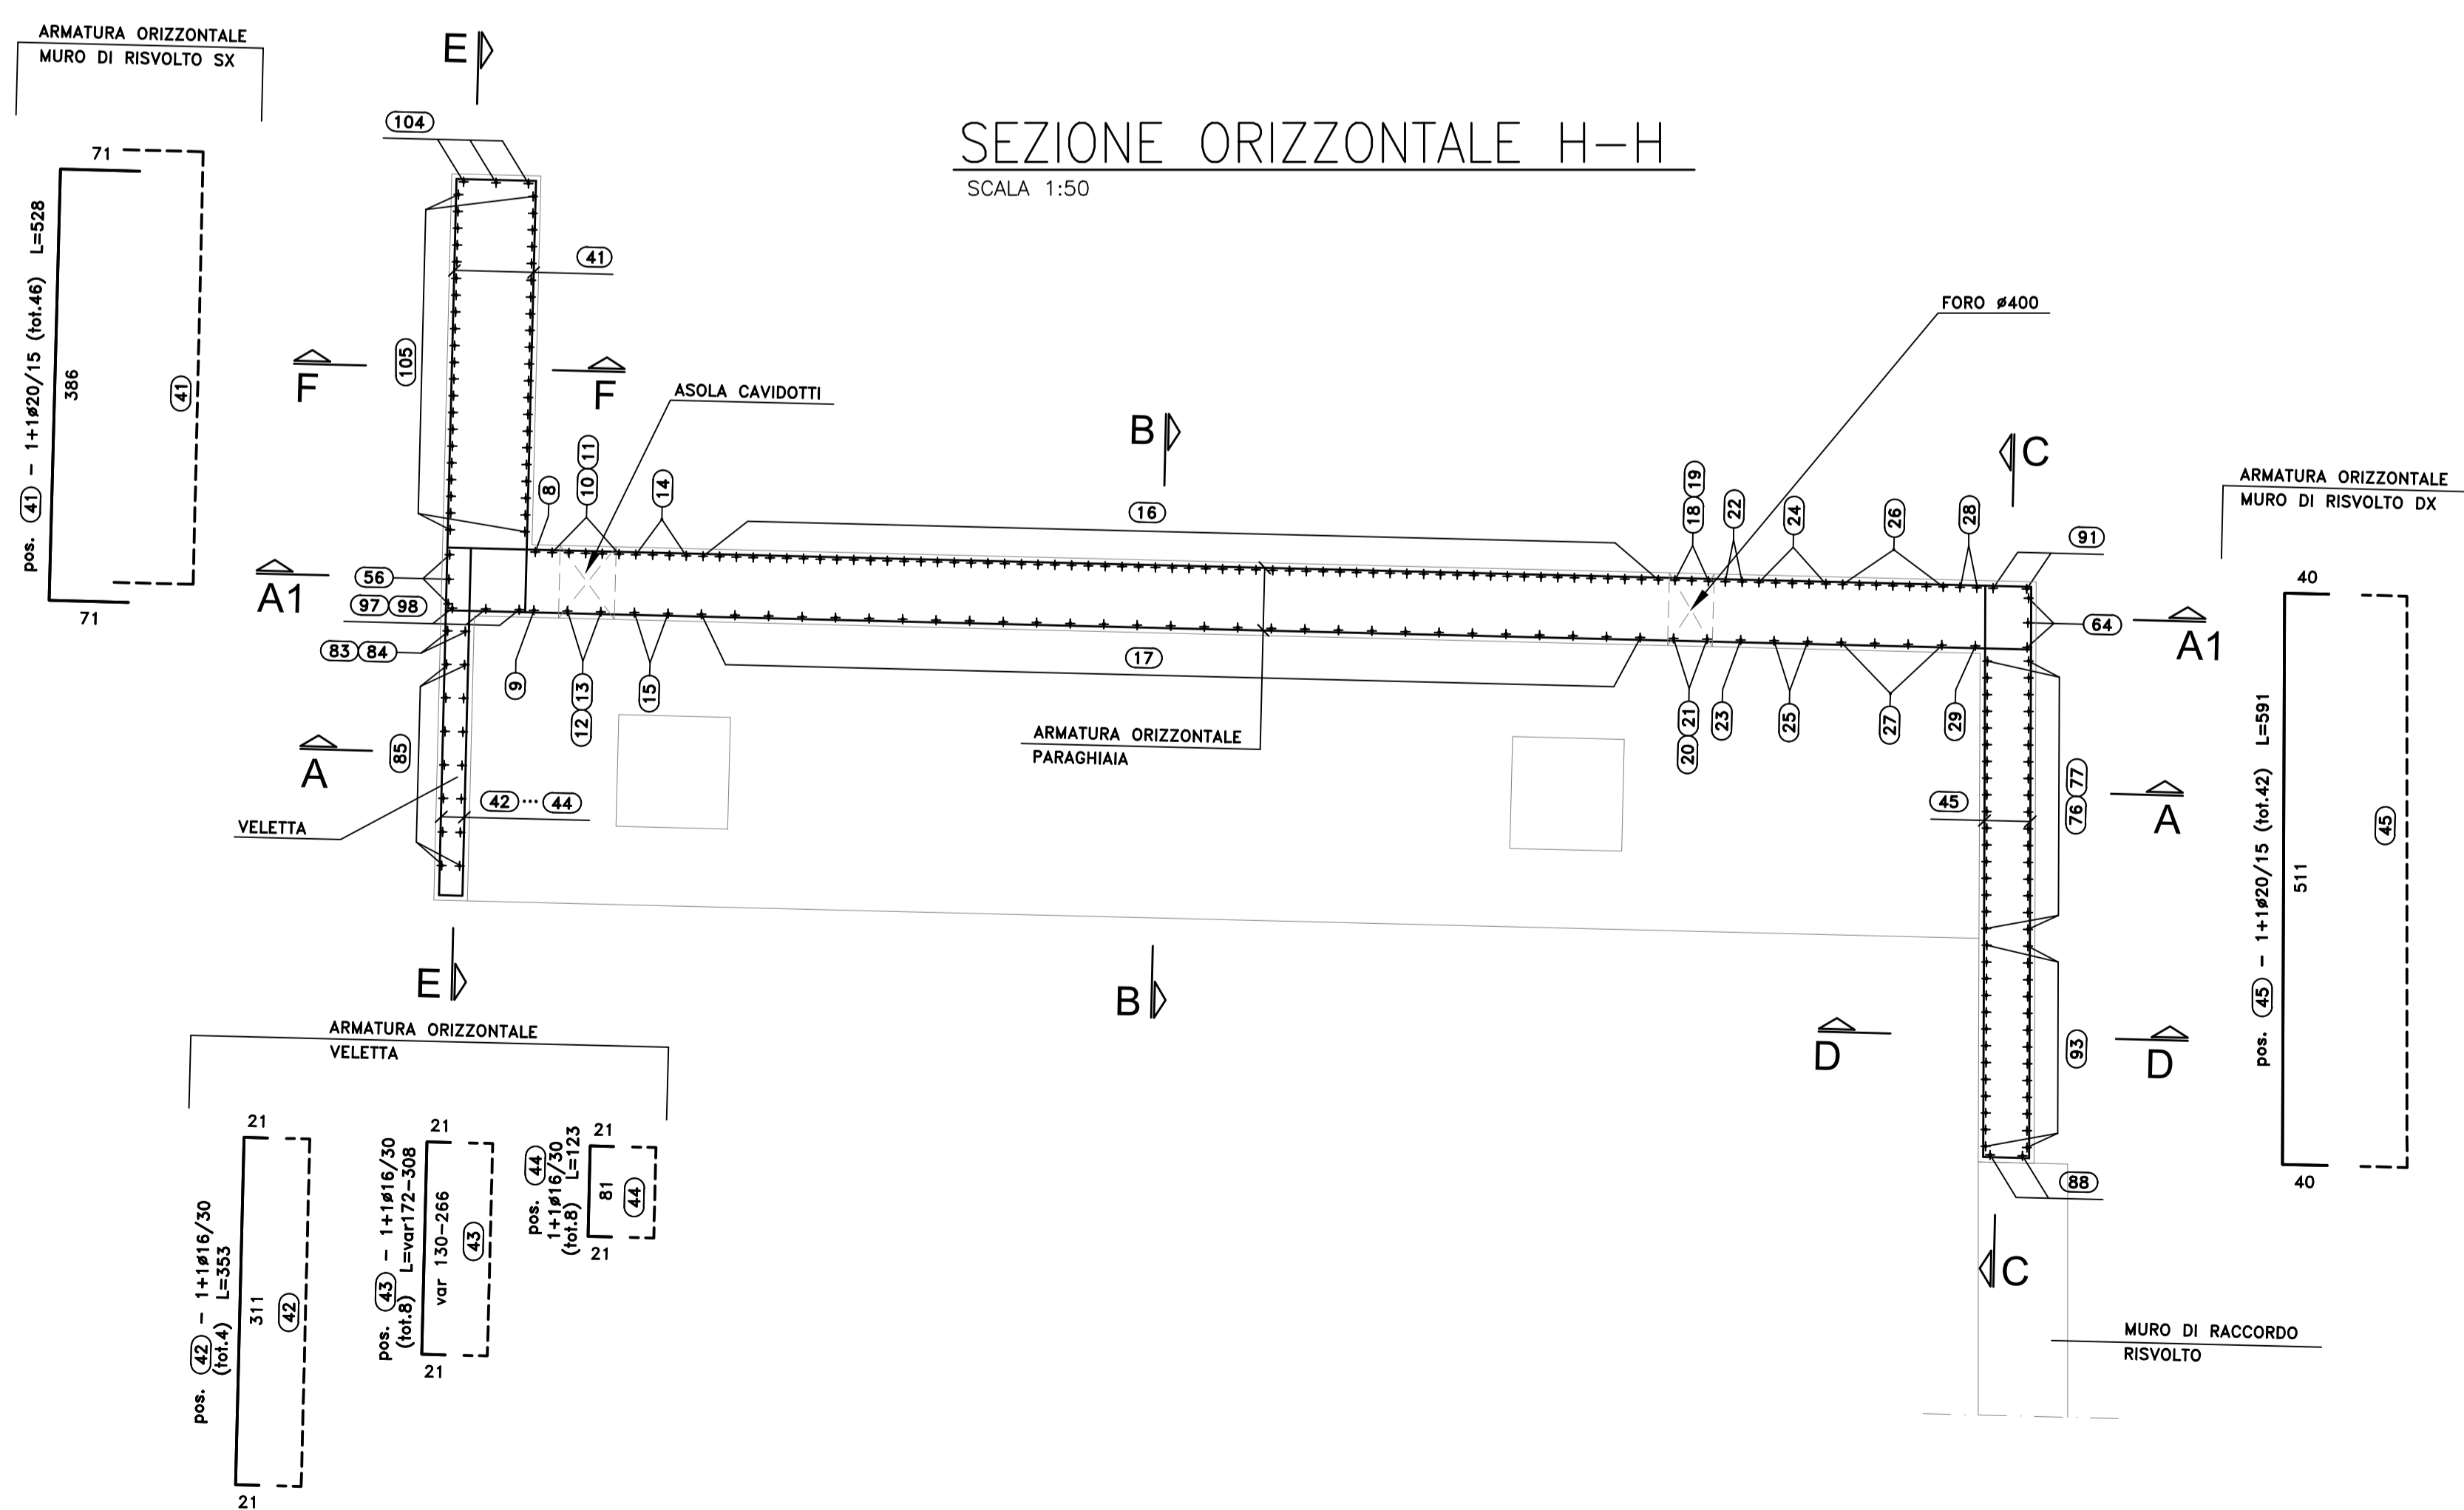 ARMATURA ORIZZONTALE
MURO DI RISVOLTO SX
E
SEZIONE ORIZZONTALE H-H
SCALA 1:50
104
71
pos. 41 - 1+1ø20/15 (tot.46) L=528
386
41
71
41
105
F
F
ASOLA CAVIDOTTI
FORO ø400
B
C
ARMATURA ORIZZONTALE
MURO DI RISVOLTO DX
8
10 11
14
16
18 19
22
24
26
28
91
56
97 98
83 84
A1
64
A1
9
12 13
15
17
20 21
23
25
27
29
ARMATURA ORIZZONTALE
PARAGHIAIA
85
A
VELETTA
42 ... 44
45
76 77
A
40
pos. 45 - 1+1ø20/15 (tot.42) L=591
511
45
40
E
B
D
93
D
88
C
MURO DI RACCORDO
RISVOLTO
ARMATURA ORIZZONTALE
VELETTA
21
pos. 42 - 1+1ø16/30
(tot.4) L=353
311
42
21
21
pos. 43 - 1+1ø16/30
(tot.8) L=var172-308
var 130-266
43
21
21
pos. 44
1+1ø16/30
(tot.8) L=123
81
44
21